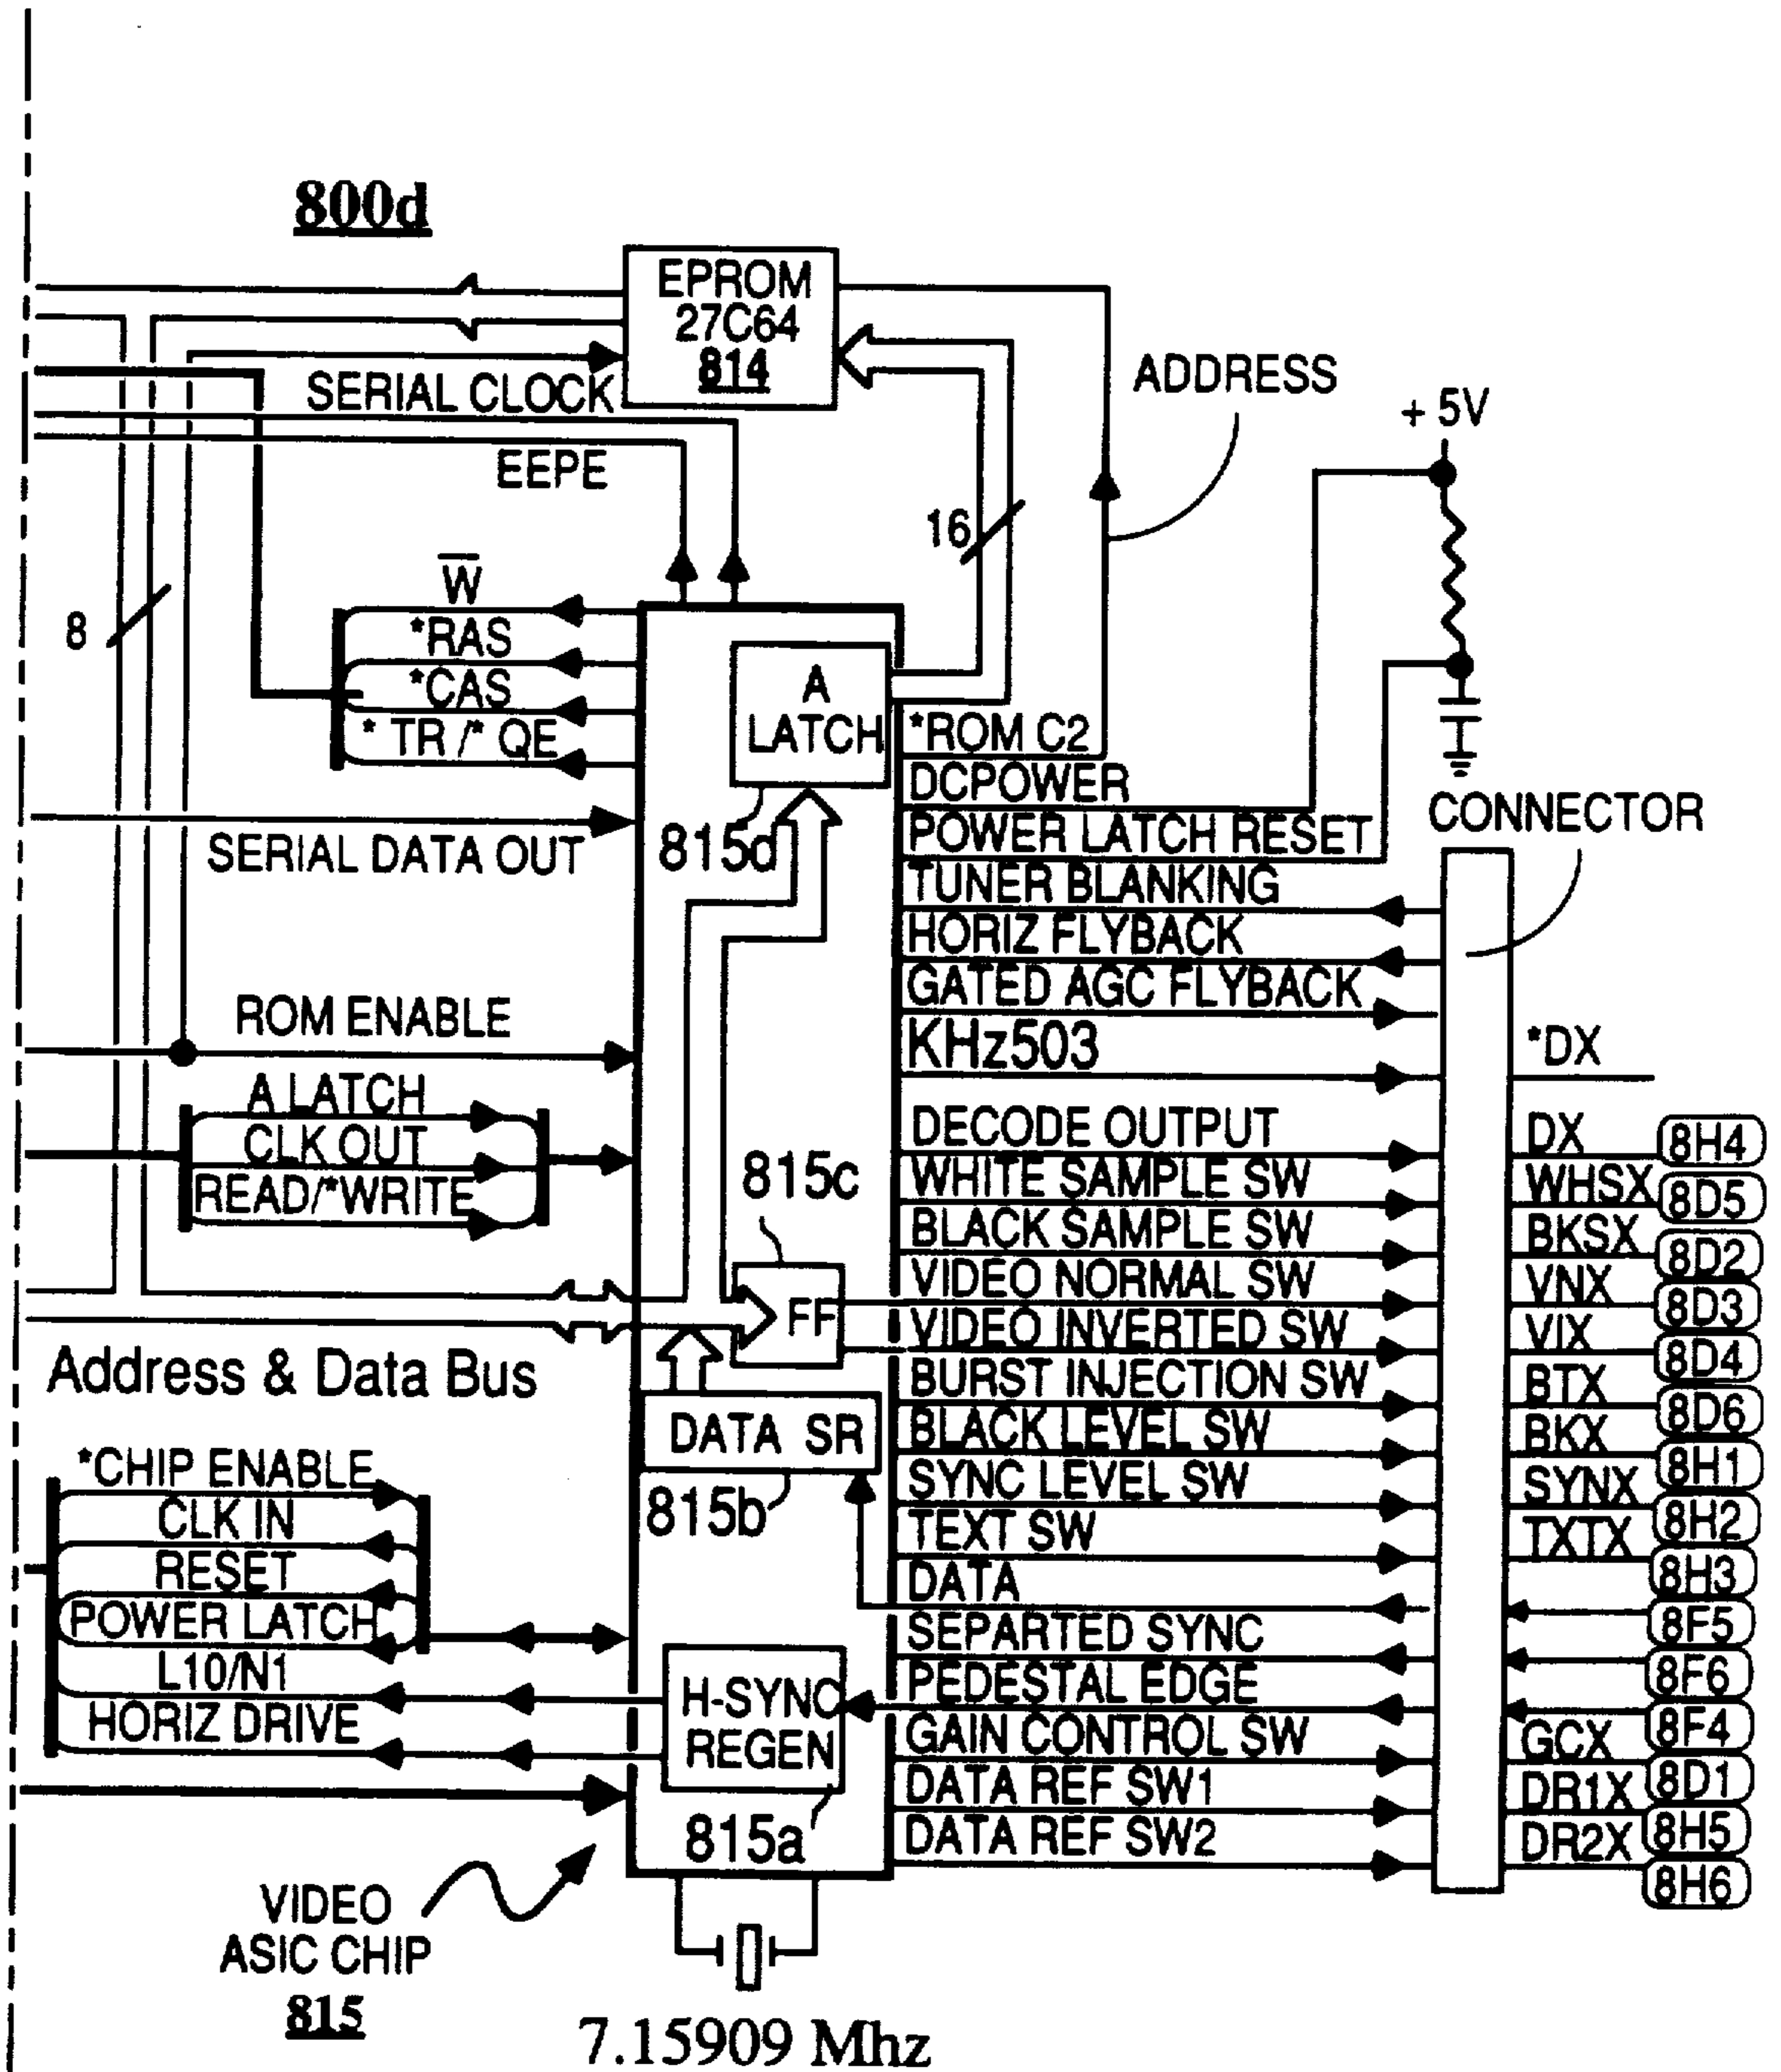 800d
EPROM
27C64
814
ADDRESS
SERIAL CLOCK
+ 5V
EEPE
16
8
W
*RAS
*CAS
* TR /* QE
A
LATCH
*ROM C2
DCPOWER
CONNECTOR
POWER LATCH RESET
815d
SERIAL DATA OUT
TUNER BLANKING
HORIZ FLYBACK
GATED AGC FLYBACK
ROM ENABLE
KHz503
*DX
A LATCH
CLK OUT
READ/*WRITE
815c
DECODE OUTPUT
DX
8H4
WHITE SAMPLE SW
WHSX
8D5
BLACK SAMPLE SW
BKSX
8D2
VIDEO NORMAL SW
VNX
8D3
FF
VIDEO INVERTED SW
VIX
8D4
Address & Data Bus
BURST INJECTION SW
BTX
8D6
DATA SR
BLACK LEVEL SW
BKX
8H1
*CHIP ENABLE
815b
SYNC LEVEL SW
SYNX
8H2
CLK IN
TEXT SW
TXTX
8H3
RESET
DATA
8F5
POWER LATCH
SEPARTED SYNC
8F6
L10/N1
H-SYNC
REGEN
PEDESTAL EDGE
8F4
HORIZ DRIVE
GAIN CONTROL SW
GCX
8D1
DATA REF SW1
DR1X
8H5
815a
DATA REF SW2
DR2X
8H6
VIDEO
ASIC CHIP
815
7.15909 Mhz